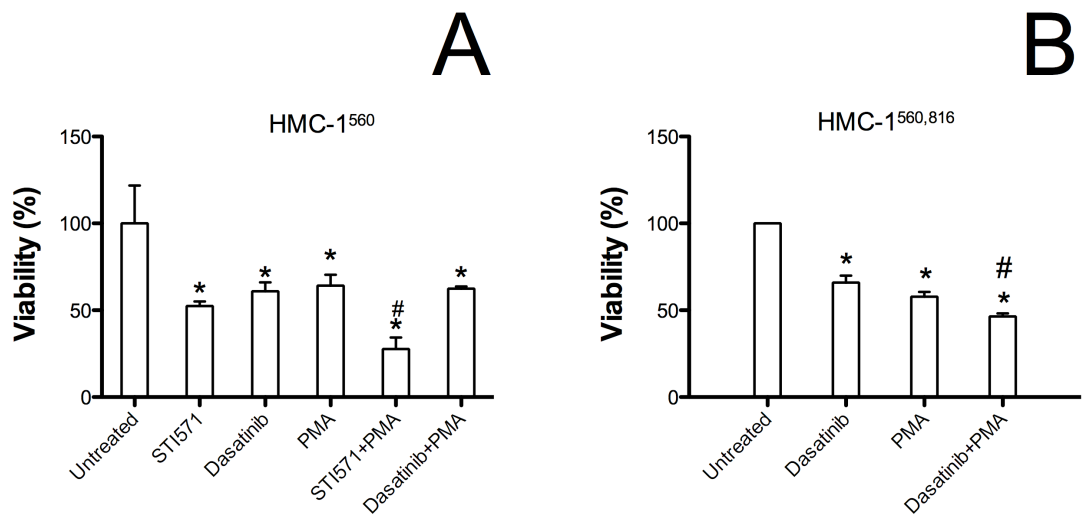 A
HMC-1⁵⁶⁰
Viability (%)
150
100
50
0
*
*
*
#
*
*
Untreated
STI571
Dasatinib
PMA
STI571+PMA
Dasatinib+PMA
B
HMC-1⁵⁶⁰,⁸¹⁶
Viability (%)
150
100
50
0
*
*
#
*
Untreated
Dasatinib
PMA
Dasatinib+PMA